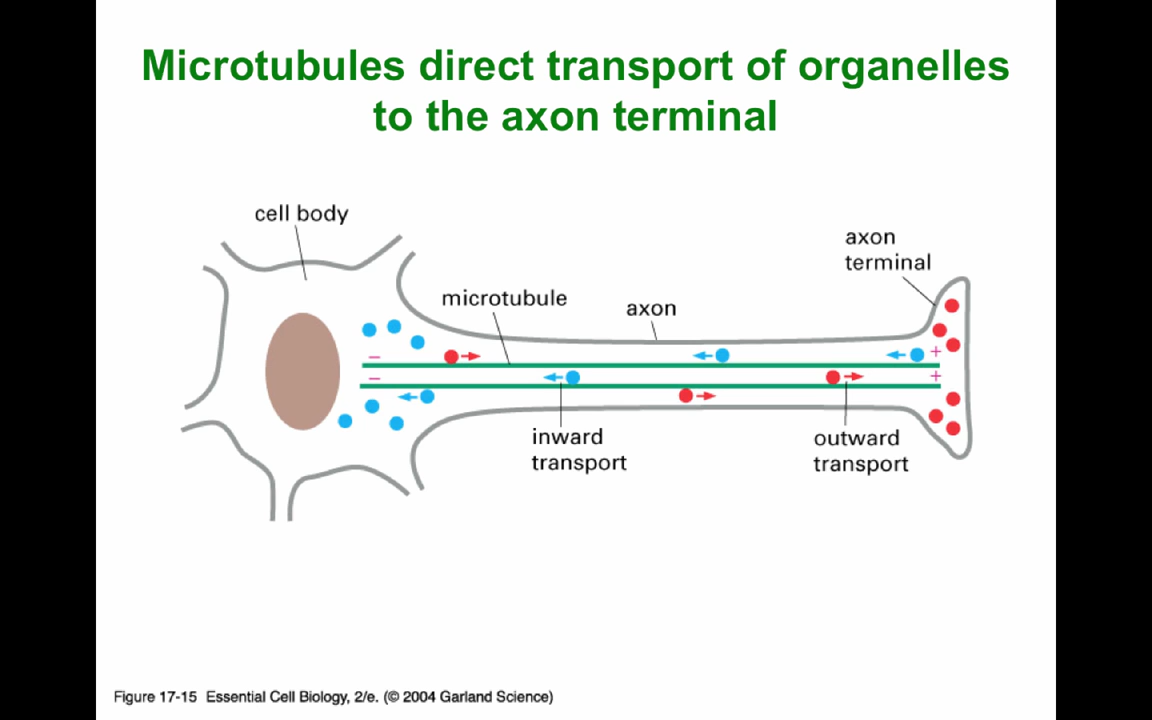 Microtubules direct transport of organelles
to the axon terminal
cell body
axon
terminal
microtubule
axon
−
+
−
+
inward
transport
outward
transport
Figure 17-15 Essential Cell Biology, 2/e. (© 2004 Garland Science)